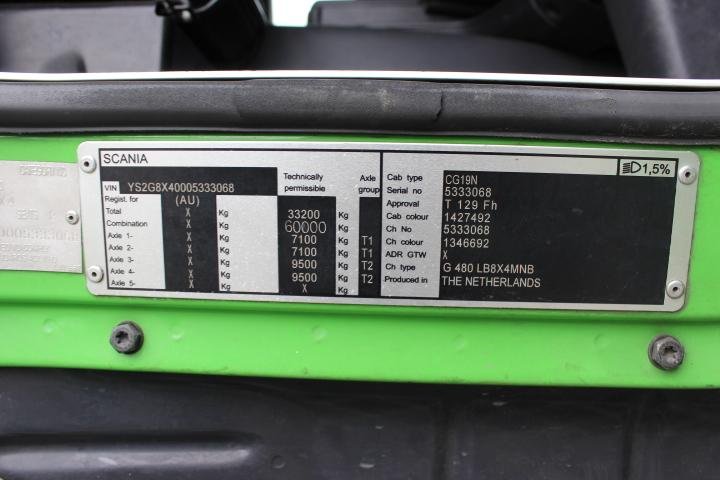 SCANIA
VIN YS2G8X40005333068
Technically permissible
Axle group
Regist. for (AU)
Total X Kg 33200 Kg
Combination X Kg 60000 Kg
Axle 1- X Kg 7100 Kg T1
Axle 2- X Kg 7100 Kg T1
Axle 3- X Kg 9500 Kg T2
Axle 4- X Kg 9500 Kg T2
Axle 5- X Kg X Kg
1,5%
Cab type CG19N
Serial no 5333068
Approval T 129 Fh
Cab colour 1427492
Ch No 5333068
Ch colour 1346692
ADR GTW X
Ch type G 480 LB8X4MNB
Produced in THE NETHERLANDS